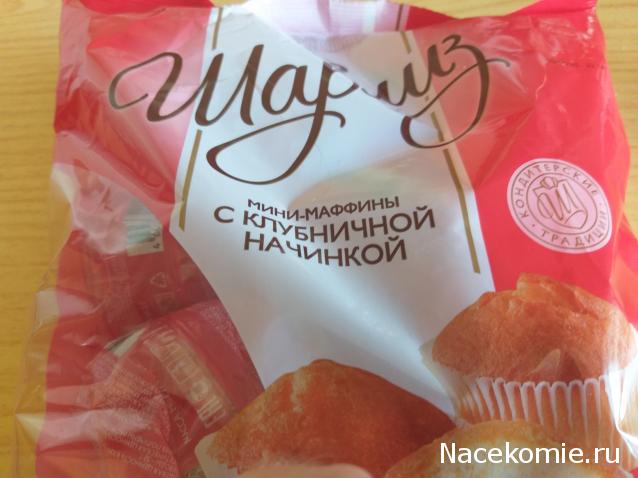 Шарлиз
МИНИ-МАФФИНЫ
С КЛУБНИЧНОЙ
НАЧИНКОЙ
КОНДИТЕРСКИЕ
ТРАДИЦИИ
Ш
Nacekomie.ru